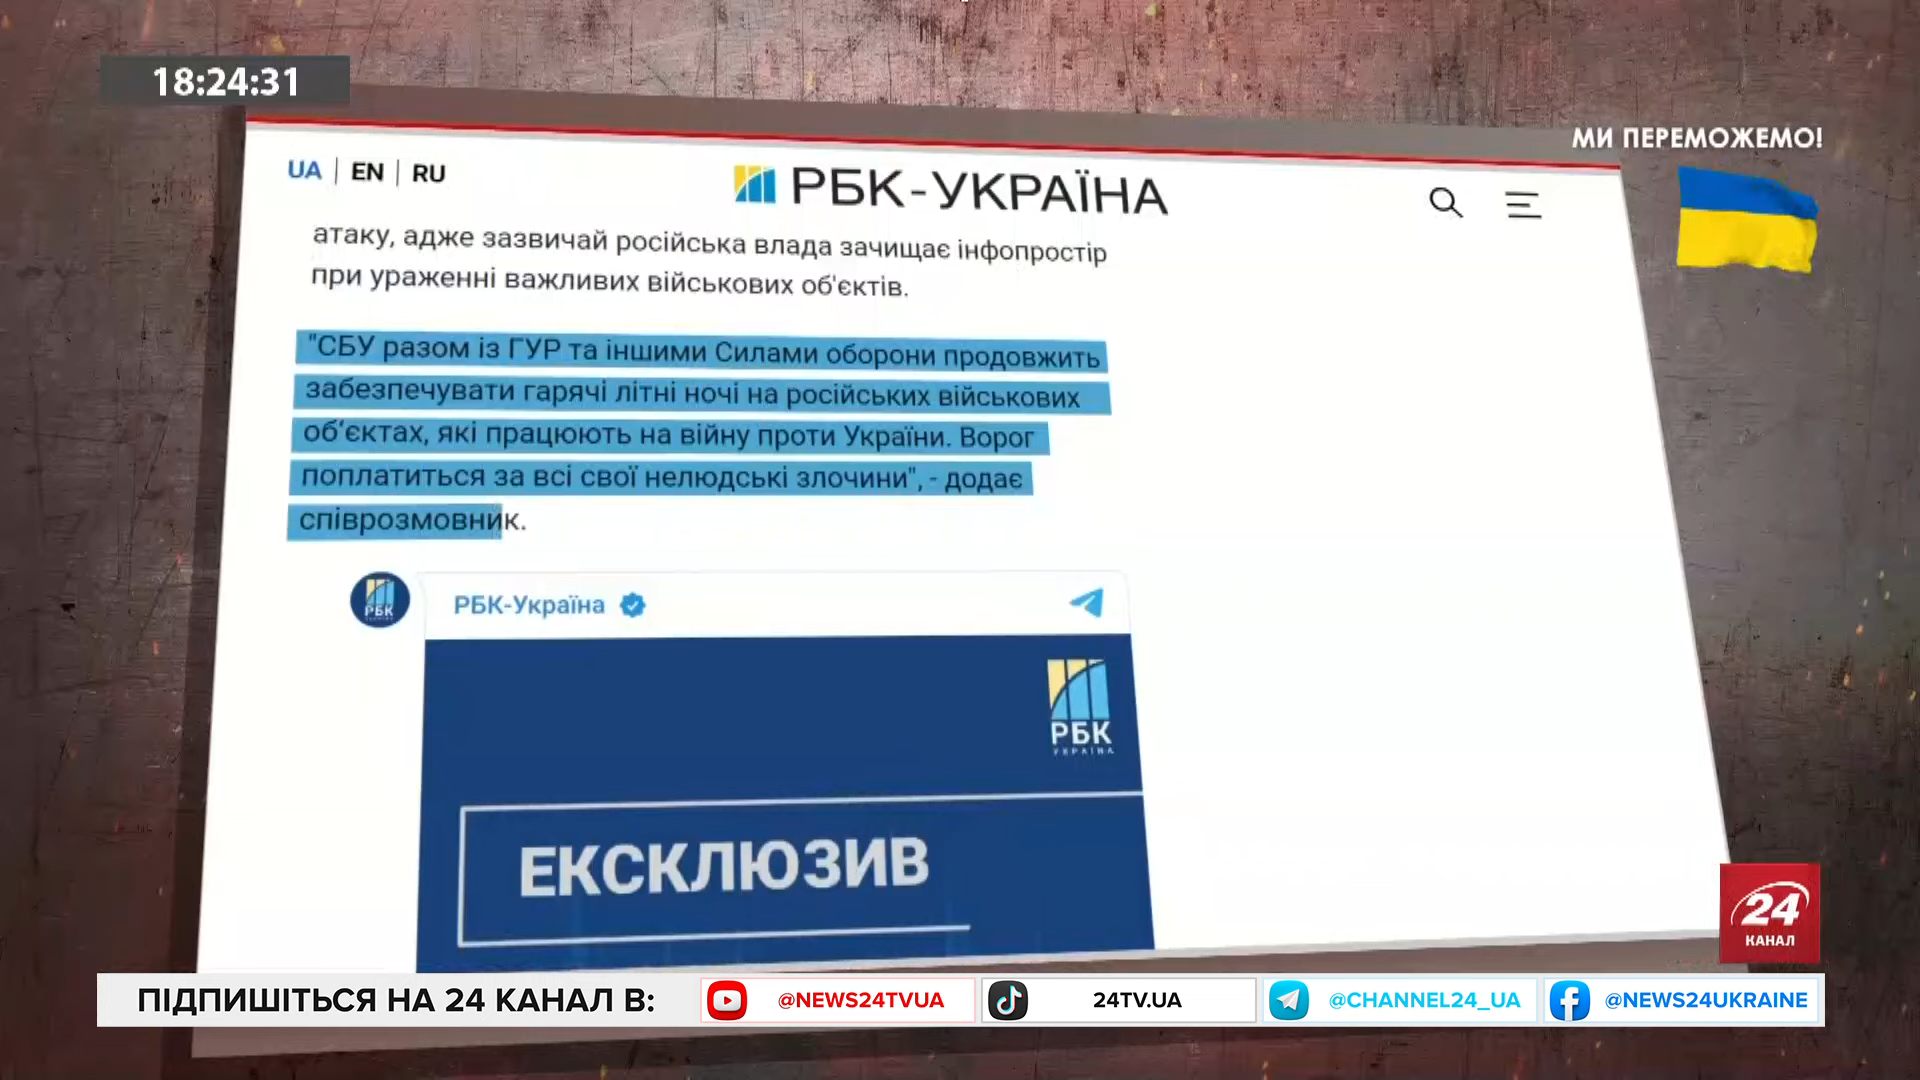 18:24:31
МИ ПЕРЕМОЖЕМО!
UA | EN | RU
РБК-УКРАЇНА
атаку, адже зазвичай російська влада зачищає інфопростір
при ураженні важливих військових об'єктів.
"СБУ разом із ГУР та іншими Силами оборони продовжить
забезпечувати гарячі літні ночі на російських військових
об‘єктах, які працюють на війну проти України. Ворог
поплатиться за всі свої нелюдські злочини", - додає
співрозмовник.
РБК
РБК-Україна
РБК
УКРАЇНА
ЕКСКЛЮЗИВ
24
КАНАЛ
ПІДПИШІТЬСЯ НА 24 КАНАЛ В:
@NEWS24TVUA
24TV.UA
@CHANNEL24_UA
@NEWS24UKRAINE